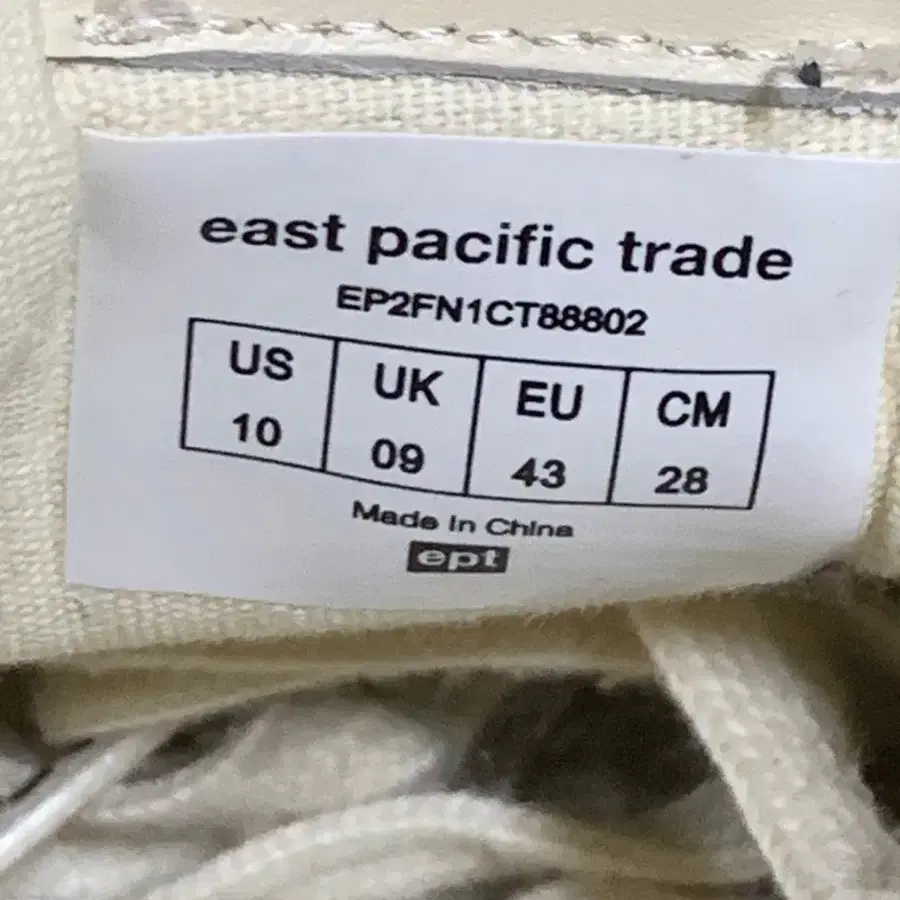 east pacific trade
EP2FN1CT88802
US UK EU CM
10 09 43 28
Made in China
ept